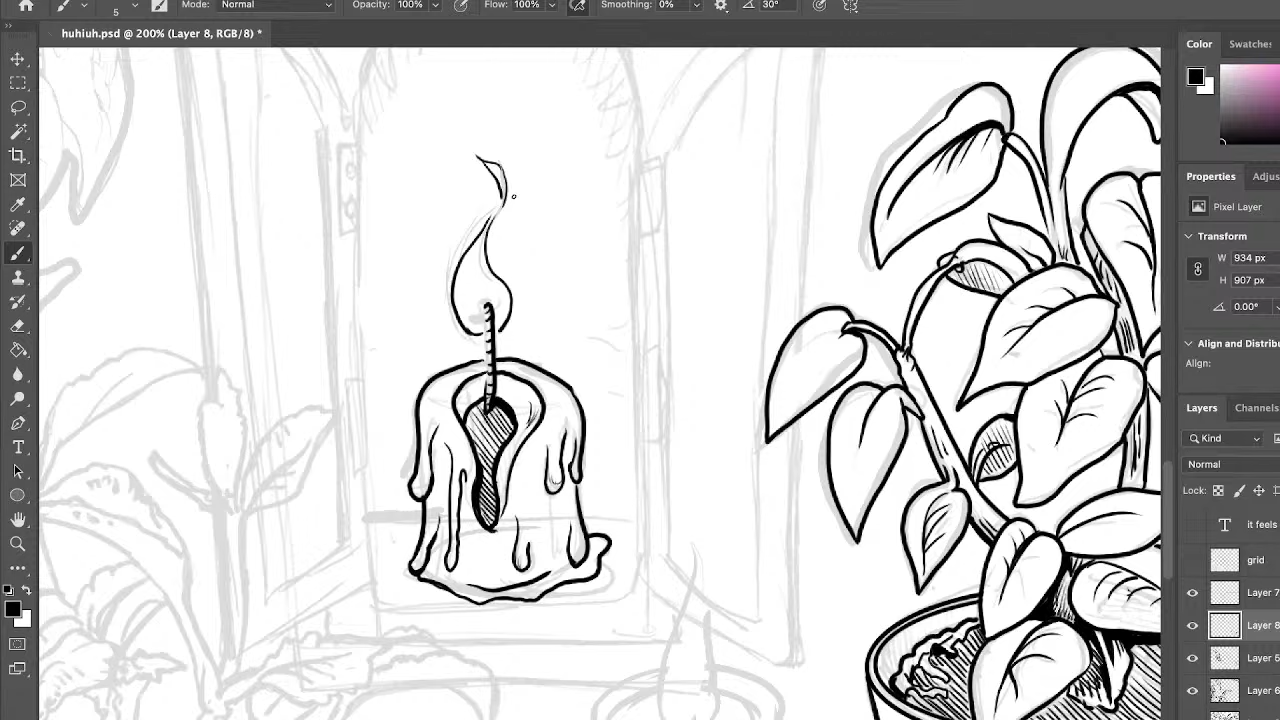 5 Mode: Normal Opacity: 100% Flow: 100% Smoothing: 0% 30°
huhiuh.psd @ 200% (Layer 8, RGB/8) *
Color Swatches
Properties Adjus
Pixel Layer
Transform
W 934 px
H 907 px
0.00°
Align and Distrib
Align:
Layers Channels
Kind
Normal
Lock:
T it feels
grid
Layer 7
Layer 8
Layer 5
Layer 6